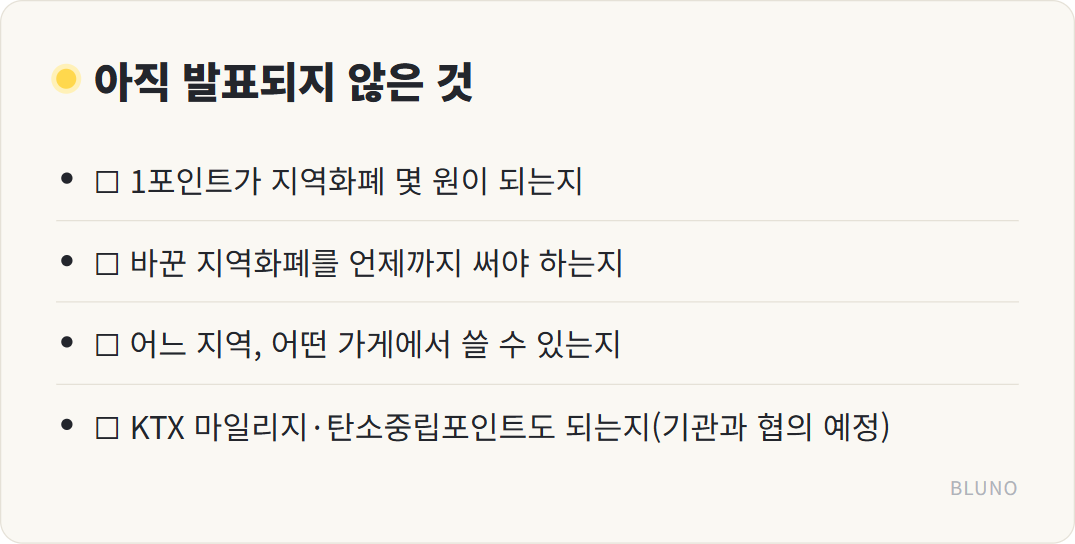 아직 발표되지 않은 것
• □ 1포인트가 지역화폐 몇 원이 되는지
• □ 바꾼 지역화폐를 언제까지 써야 하는지
• □ 어느 지역, 어떤 가게에서 쓸 수 있는지
• □ KTX 마일리지·탄소중립포인트도 되는지(기관과 협의 예정)
BLUNO